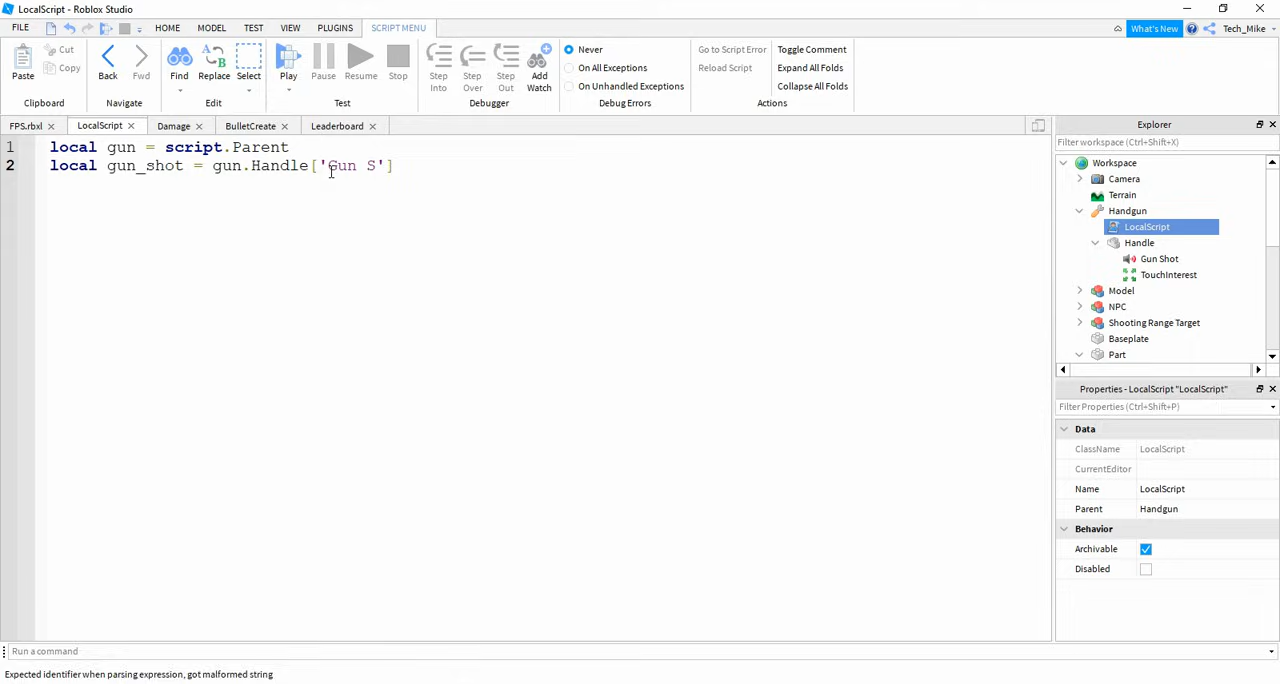 LocalScript - Roblox Studio
FILE HOME MODEL TEST VIEW PLUGINS SCRIPT MENU What's New Tech_Mike
Paste Cut Copy Back Fwd Find Replace Select Play Pause Resume Stop Step Into Step Over Step Out Add Watch
Never
On All Exceptions
On Unhandled Exceptions
Go to Script Error
Reload Script
Toggle Comment
Expand All Folds
Collapse All Folds
Clipboard Navigate Edit Test Debugger Debug Errors Actions
FPS.rbxl LocalScript Damage BulletCreate Leaderboard
1 local gun = script.Parent
2 local gun_shot = gun.Handle['Gun S']
Explorer
Filter workspace (Ctrl+Shift+X)
Workspace
Camera
Terrain
Handgun
LocalScript
Handle
Gun Shot
TouchInterest
Model
NPC
Shooting Range Target
Baseplate
Part
Properties - LocalScript "LocalScript"
Filter Properties (Ctrl+Shift+P)
Data
ClassName LocalScript
CurrentEditor
Name LocalScript
Parent Handgun
Behavior
Archivable
Disabled
Run a command
Expected identifier when parsing expression, got malformed string